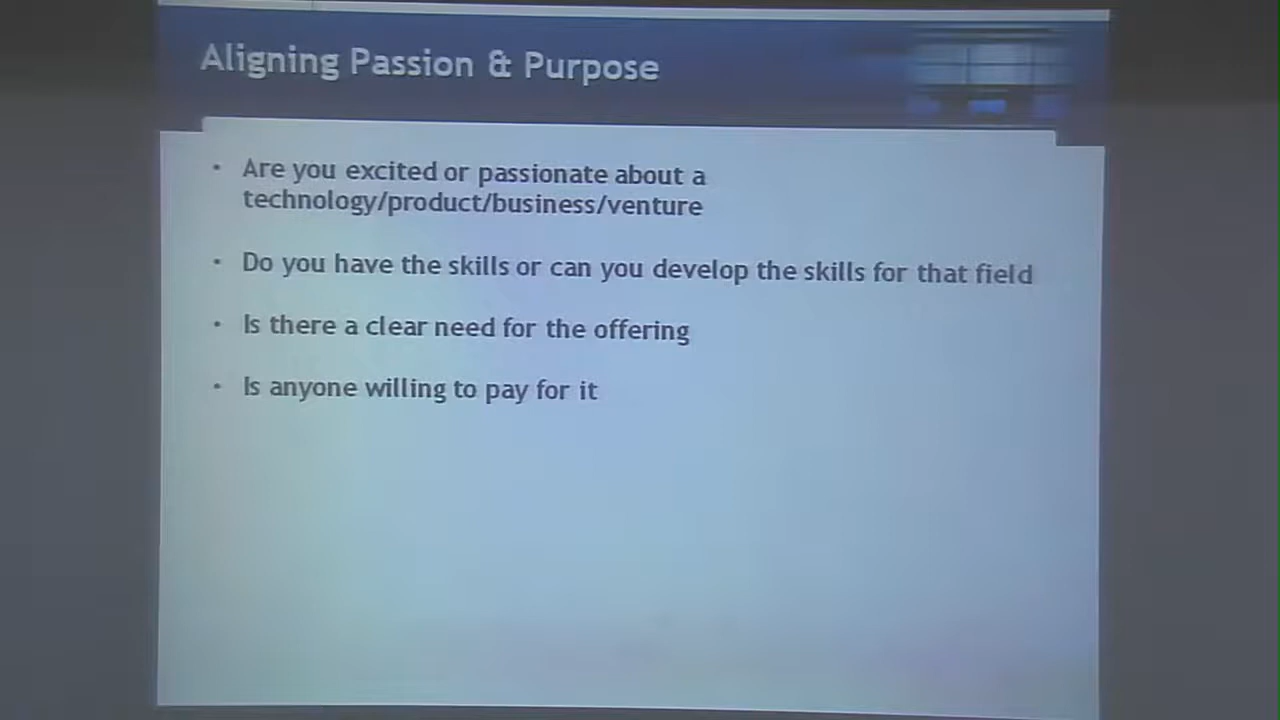 Aligning Passion & Purpose
• Are you excited or passionate about a
technology/product/business/venture
• Do you have the skills or can you develop the skills for that field
• Is there a clear need for the offering
• Is anyone willing to pay for it